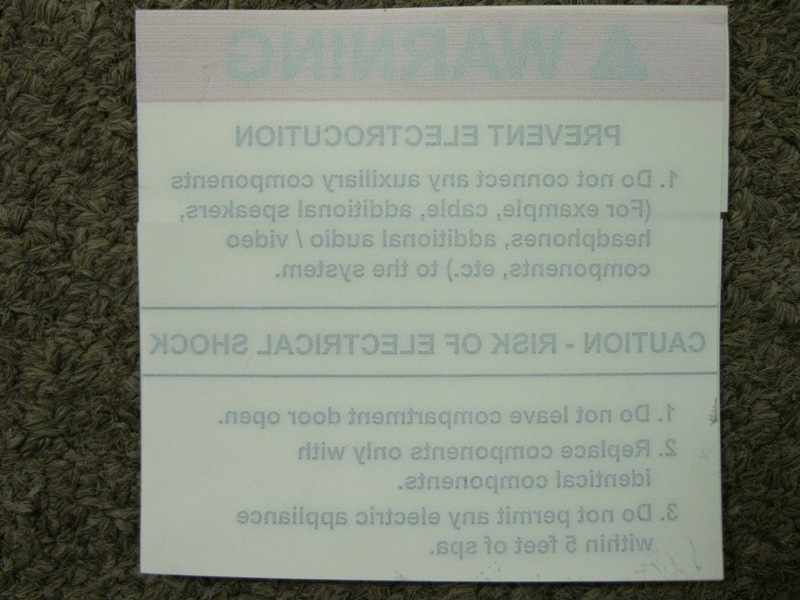 WARNING
PREVENT ELECTROCUTION
1. Do not connect any auxiliary components
(For example, cable, additional speakers,
headphones, additional audio / video
components, etc.) to the system.
CAUTION - RISK OF ELECTRICAL SHOCK
1. Do not leave compartment door open.
2. Replace components only with
identical components.
3. Do not permit any electric appliance
within 5 feet of spa.